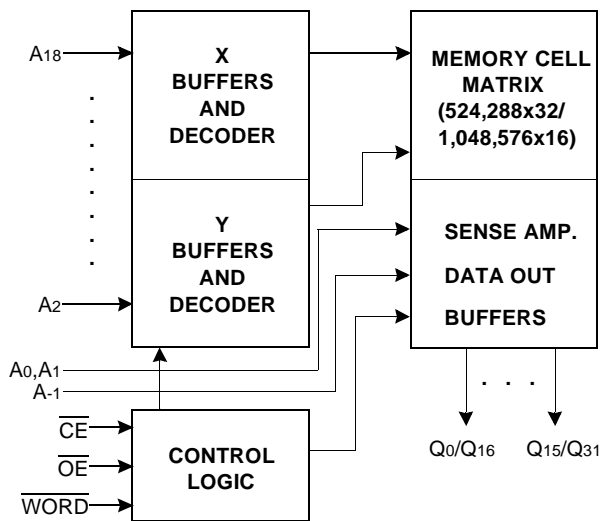 A18
X
BUFFERS
AND
DECODER
MEMORY CELL
MATRIX
(524,288x32/
1,048,576x16)
Y
BUFFERS
AND
DECODER
SENSE AMP.
DATA OUT
BUFFERS
A2
A0,A1
A-1
CE
OE
WORD
CONTROL
LOGIC
Q0/Q16
Q15/Q31